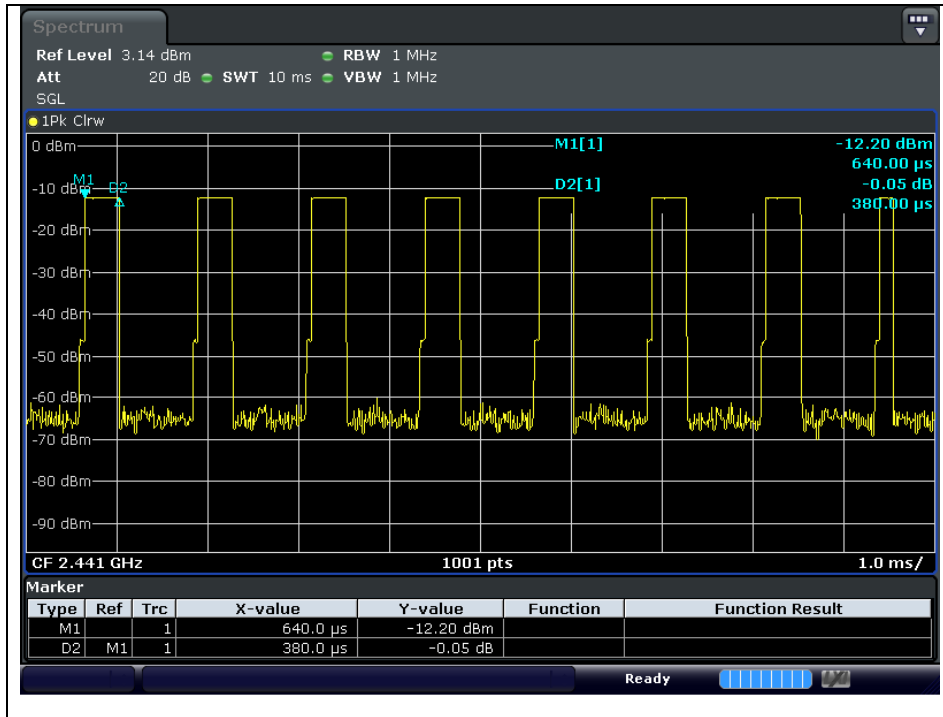 Spectrum
Ref Level 3.14 dBm RBW 1 MHz
Att 20 dB SWT 10 ms VBW 1 MHz
SGL
1Pk Clrw
M1[1] -12.20 dBm
640.00 µs
D2[1] -0.05 dB
380.00 µs
0 dBm
M1
D2
-10 dBm
-20 dBm
-30 dBm
-40 dBm
-50 dBm
-60 dBm
-70 dBm
-80 dBm
-90 dBm
CF 2.441 GHz 1001 pts 1.0 ms/
Marker
Type Ref Trc X-value Y-value Function Function Result
M1 1 640.0 µs -12.20 dBm
D2 M1 1 380.0 µs -0.05 dB
Ready